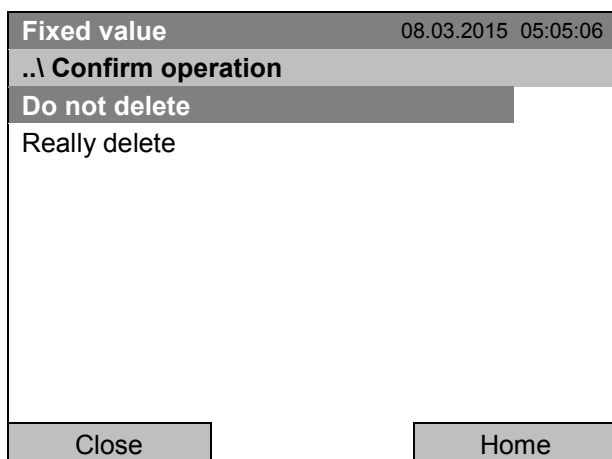 Fixed value 08.03.2015 05:05:06
..\ Confirm operation
Do not delete
Really delete
Close Home